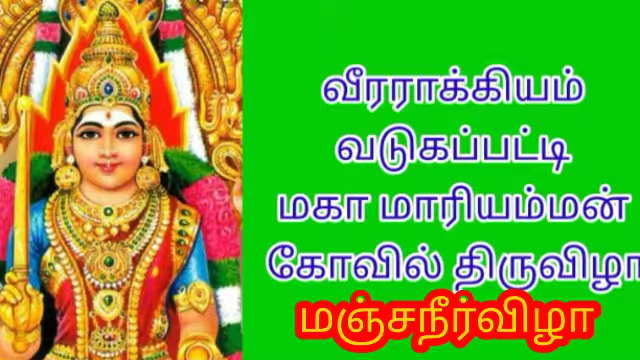 வீரராக்கியம்
வடுகப்பட்டி
மகா மாரியம்மன்
கோவில் திருவிழா
மஞ்சநீர்விழா